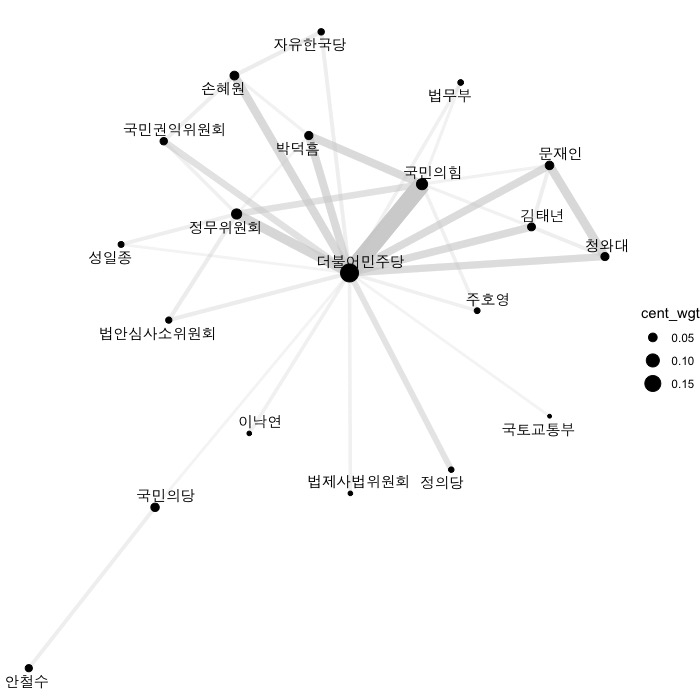 자유한국당
손혜원
법무부
국민권익위원회
박덕흠
문재인
국민의힘
정무위원회
김태년
청와대
성일종
더불어민주당
주호영
cent_wgt
법안심사소위원회
0.05
0.10
0.15
이낙연
국토교통부
법제사법위원회
정의당
국민의당
안철수